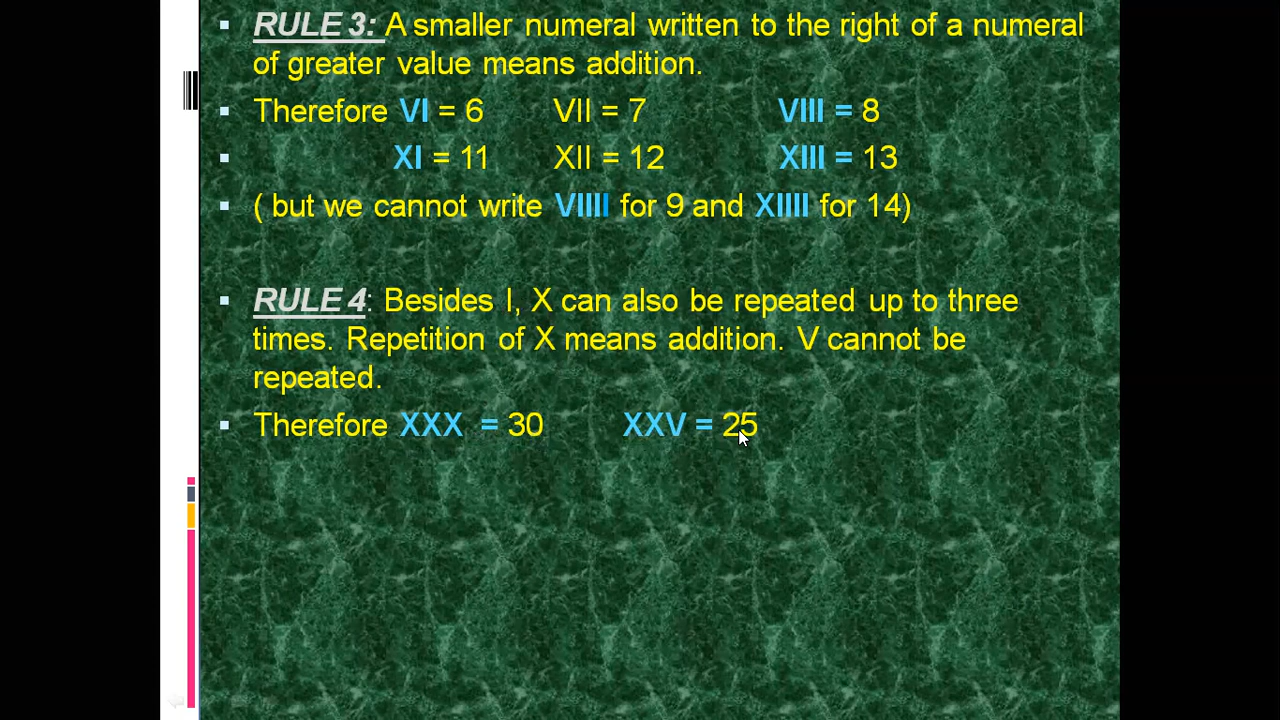 ▪ RULE 3: A smaller numeral written to the right of a numeral
of greater value means addition.
▪ Therefore VI = 6 VII = 7 VIII = 8
▪ XI = 11 XII = 12 XIII = 13
▪ ( but we cannot write VIIII for 9 and XIIII for 14)
▪ RULE 4: Besides I, X can also be repeated up to three
times. Repetition of X means addition. V cannot be
repeated.
▪ Therefore XXX = 30 XXV = 25